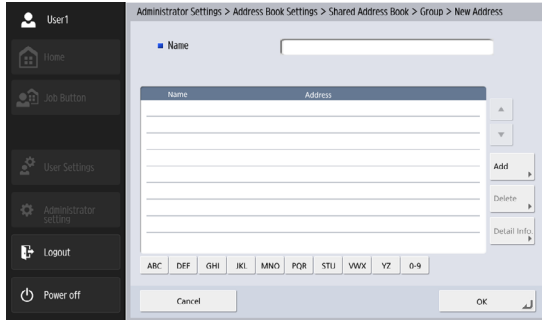 User1
Administrator Settings > Address Book Settings > Shared Address Book > Group > New Address
Home
Job Button
User Settings
Administrator
setting
Logout
Power off
Name
Name Address
Add
Delete
Detail Info.
ABC DEF GHI JKL MNO PQR STU VWX YZ 0-9
Cancel OK